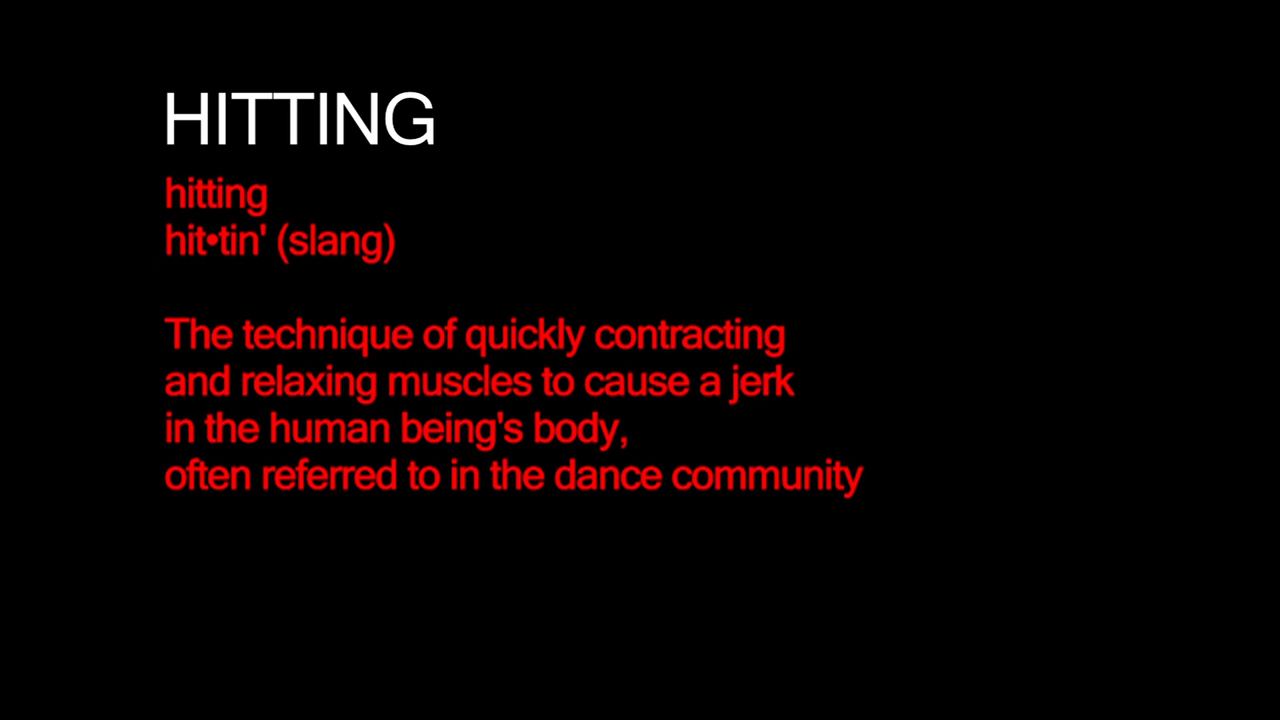 HITTING
hitting
hit•tin' (slang)
The technique of quickly contracting
and relaxing muscles to cause a jerk
in the human being's body,
often referred to in the dance community